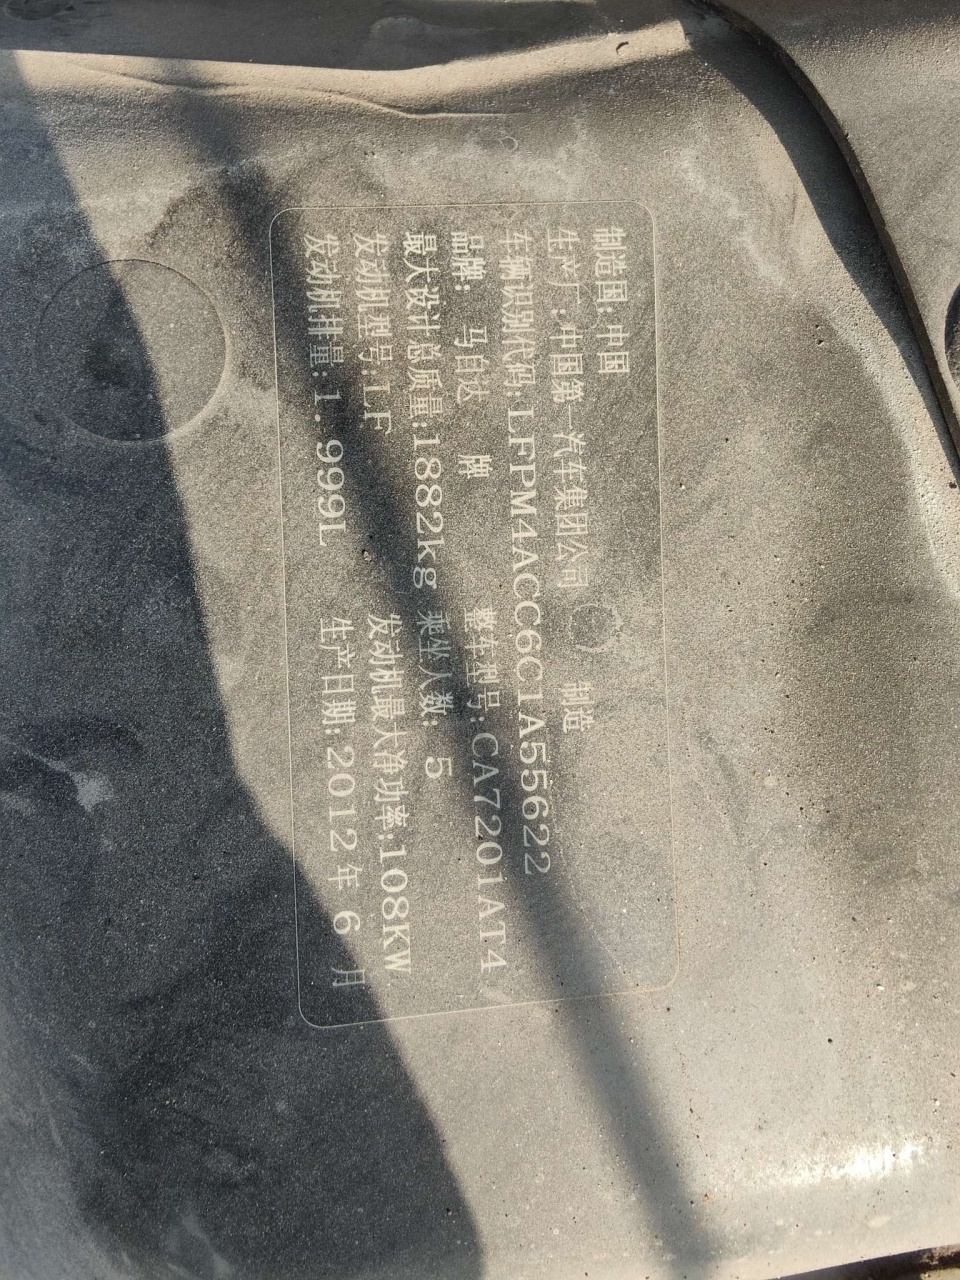 制造国:中国
生产厂:中国第一汽车集团公司 制造
车辆识别代码:LFPM4ACC6C1A55622
品牌: 马自达 牌 整车型号:CA7201AT4
最大设计总质量:1882kg 乘坐人数: 5
发动机型号:LF 发动机最大净功率:108KW
发动机排量:1.999L 生产日期:2012年 6 月